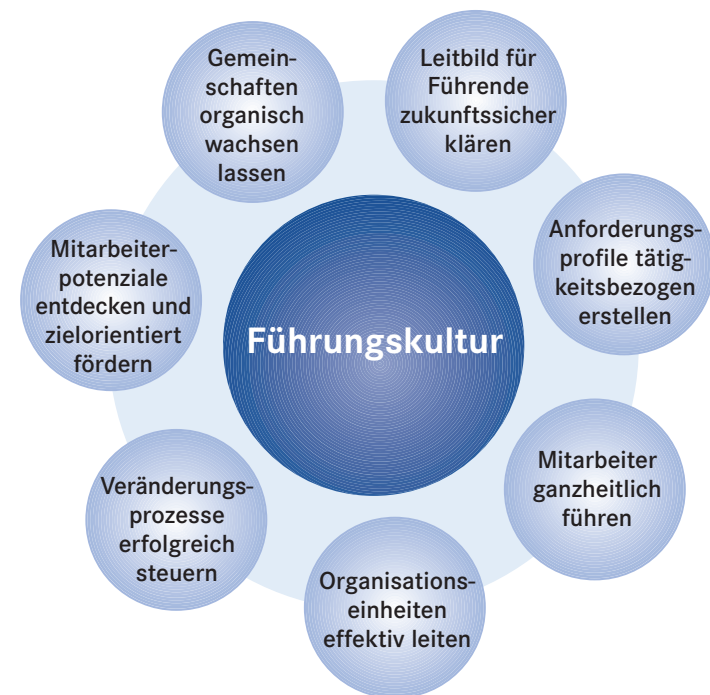 Gemein-
schaften
organisch
wachsen
lassen
Leitbild für
Führende
zukunftssicher
klären
Anforderungs-
profile tätig-
keitsbezogen
erstellen
Mitarbeiter
ganzheitlich
führen
Organisations-
einheiten
effektiv leiten
Veränderungs-
prozesse
erfolgreich
steuern
Mitarbeiter-
potenziale
entdecken und
zielorientiert
fördern
Führungskultur